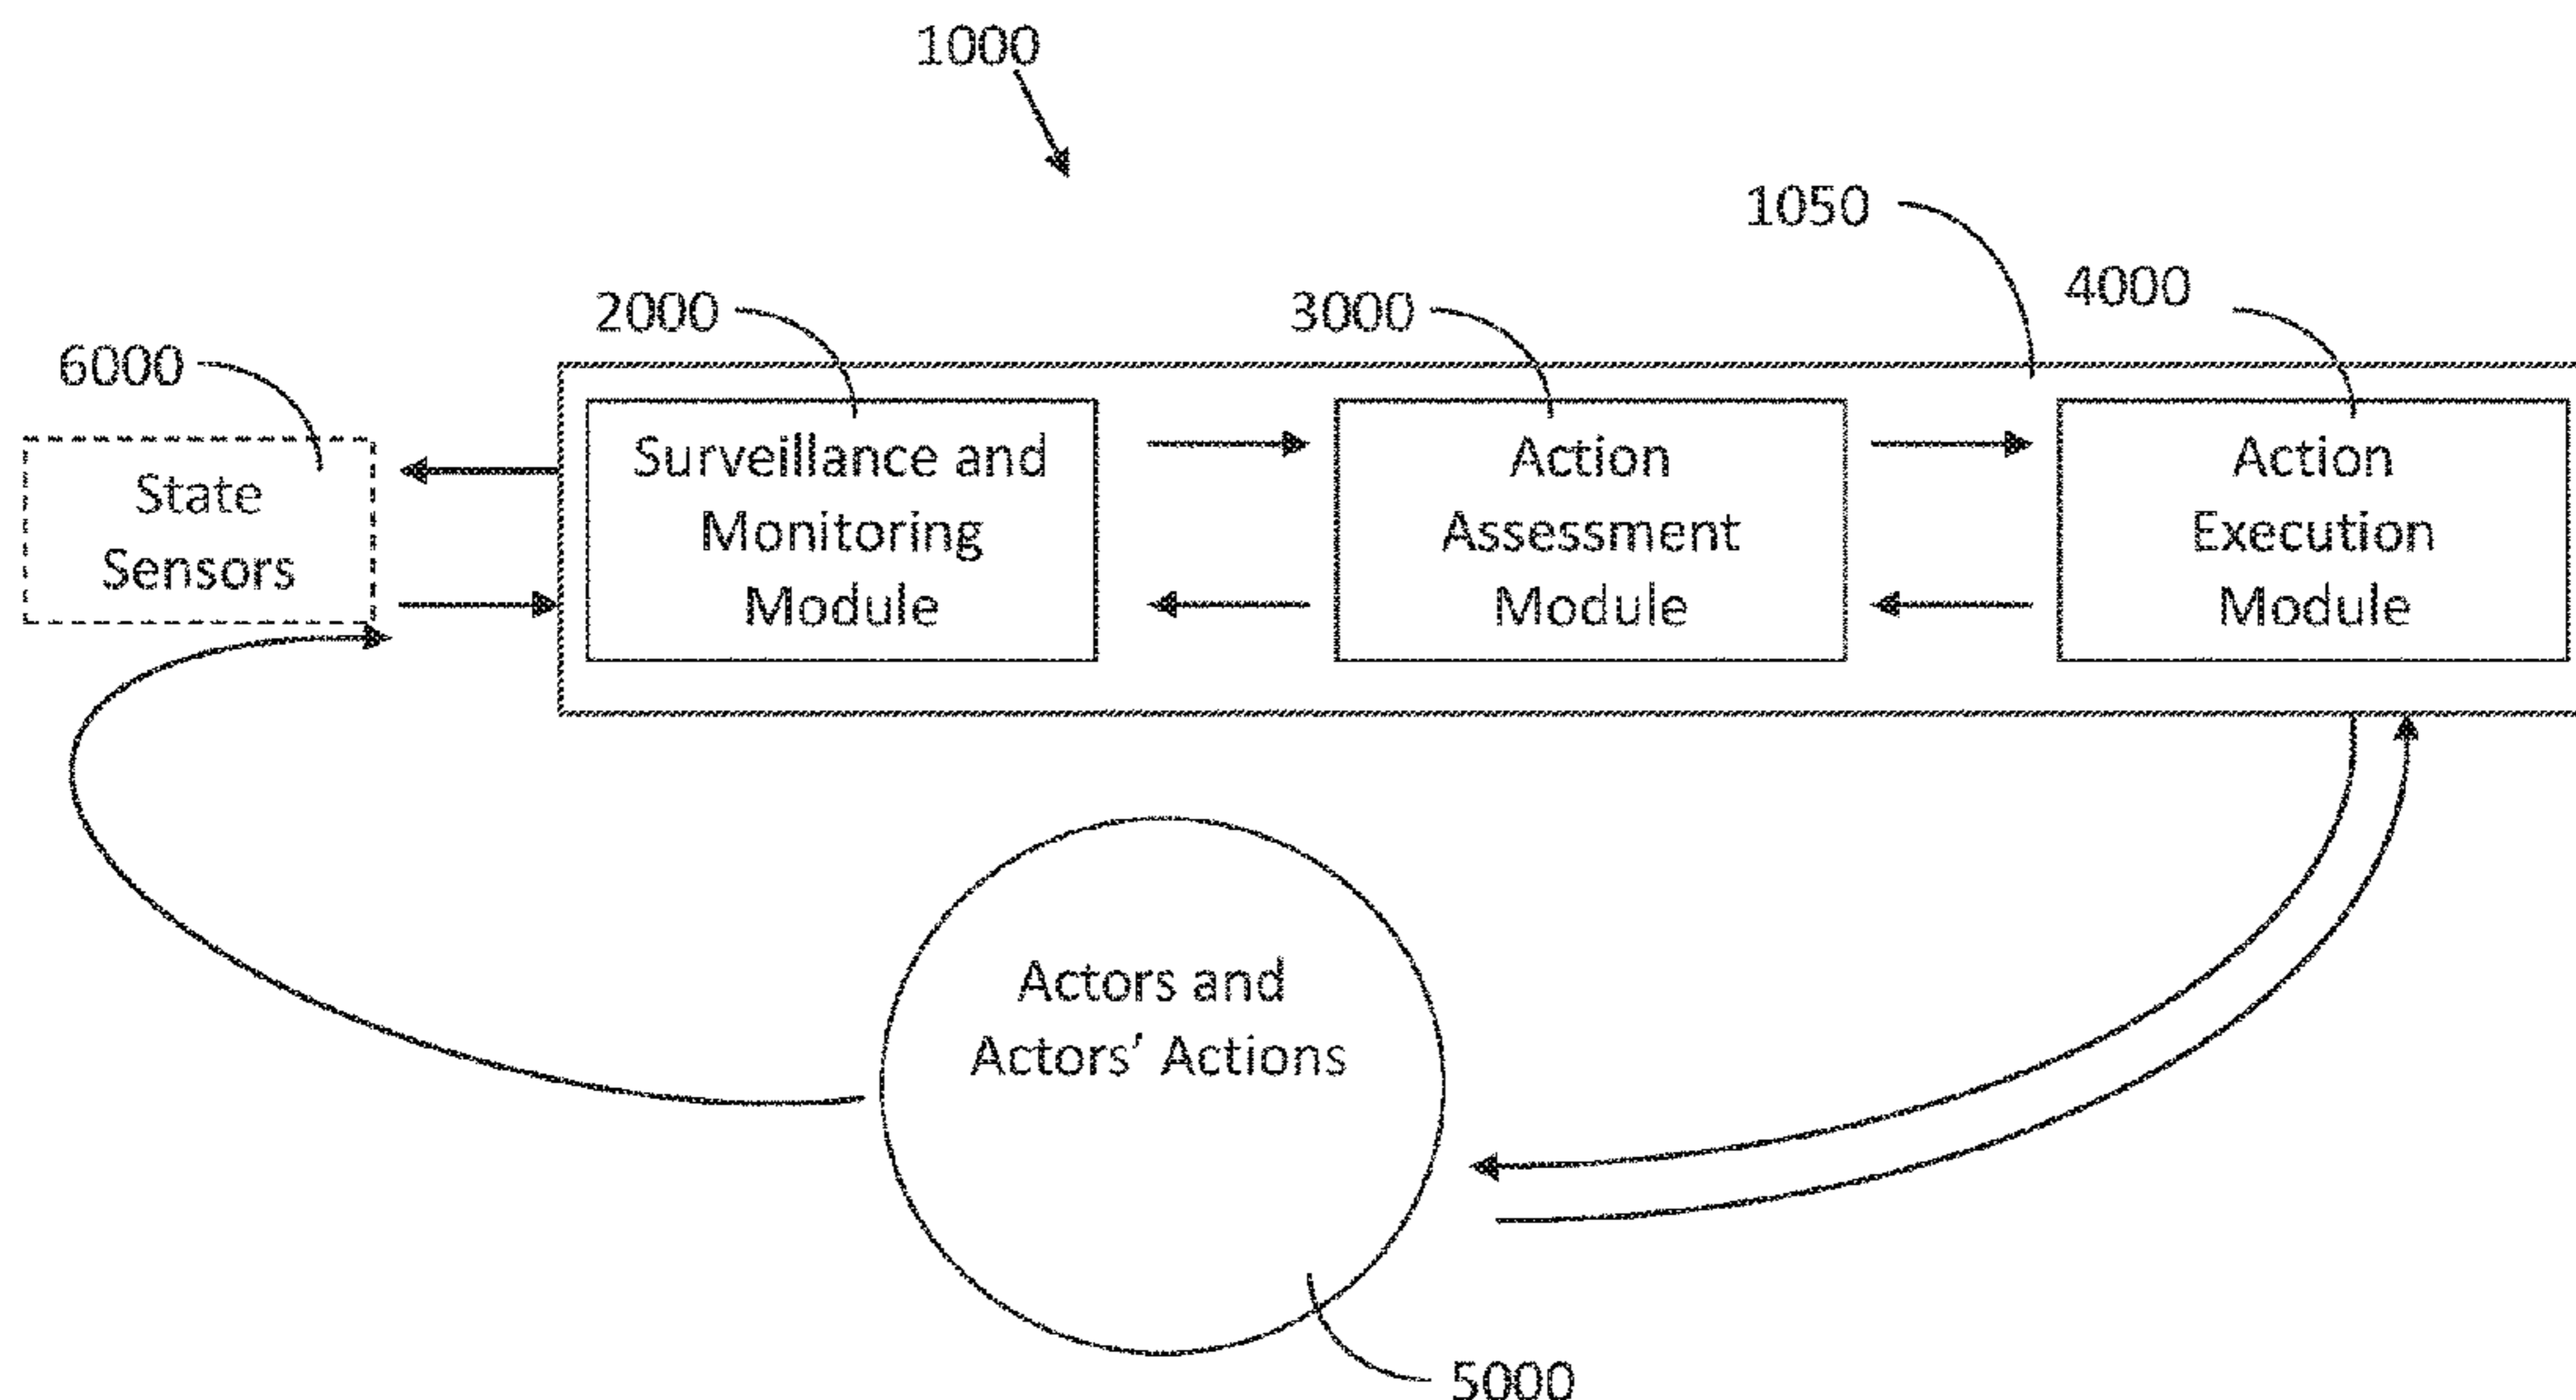 1000
1050
4000
2000
3000
6000
Surveillance and
Monitoring
Module
Action
Assessment
Module
Action
Execution
Module
State
Sensors
Actors and
Actors' Actions
5000